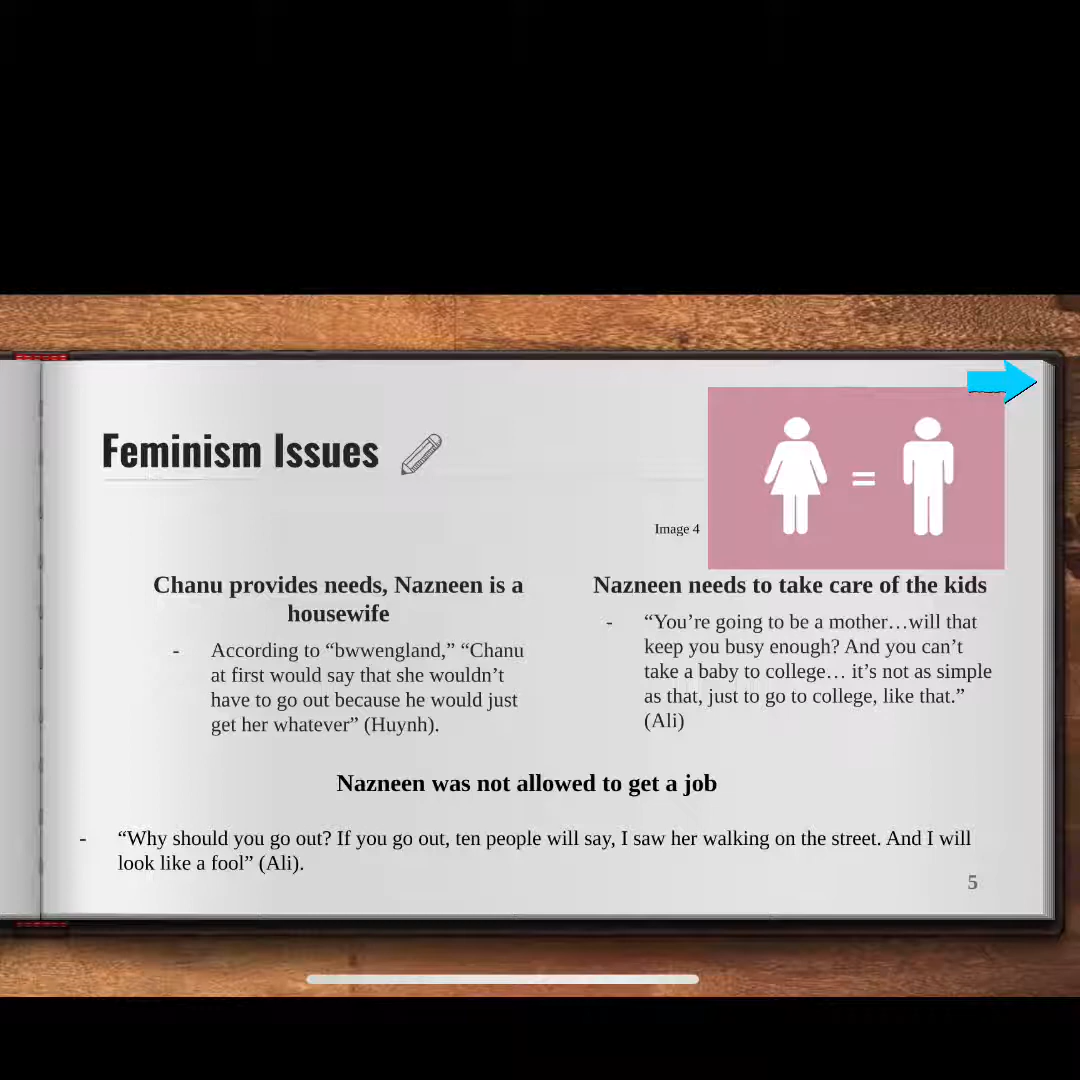 Feminism Issues
Image 4
Chanu provides needs, Nazneen is a
housewife
- According to “bwwengland,” “Chanu
at first would say that she wouldn’t
have to go out because he would just
get her whatever” (Huynh).
Nazneen needs to take care of the kids
- “You’re going to be a mother…will that
keep you busy enough? And you can’t
take a baby to college… it’s not as simple
as that, just to go to college, like that.”
(Ali)
Nazneen was not allowed to get a job
- “Why should you go out? If you go out, ten people will say, I saw her walking on the street. And I will
look like a fool” (Ali).
5